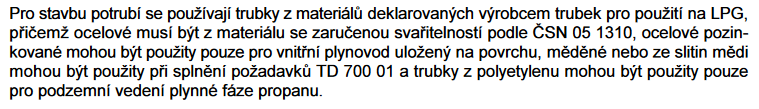 Pro stavbu potrubí se používají trubky z materiálů deklarovaných výrobcem trubek pro použití na LPG,
přičemž ocelové musí být z materialu se zaručenou svařitelností podle ČSN 05 1310, ocelové pozin-
kované mohou být použity pouze pro vnitřní plynovod uložený na povrchu, měděné nebo ze slitin mědi
mohou být použity při splnění požadavků TD 700 01 a trubky z polyetylenu mohou být použity pouze
pro podzemní vedení plynné fáze propanu.